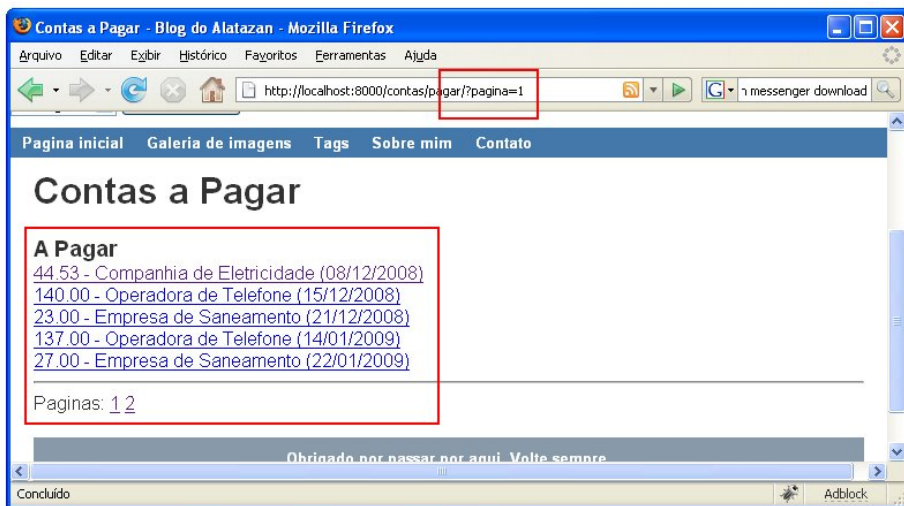 Contas a Pagar - Blog do Alatazan - Mozilla Firefox
Arquivo Editar Exibir Histórico Favoritos Ferramentas Ajuda
http://localhost:8000/contas/pagar/?pagina=1 messenger download
Pagina inicial Galeria de imagens Tags Sobre mim Contato
Contas a Pagar
A Pagar
44.53 - Companhia de Eletricidade (08/12/2008)
140.00 - Operadora de Telefone (15/12/2008)
23.00 - Empresa de Saneamento (21/12/2008)
137.00 - Operadora de Telefone (14/01/2009)
27.00 - Empresa de Saneamento (22/01/2009)
Paginas: 1 2
Obrigado por passar por aqui. Volte sempre
Concluído Adblock